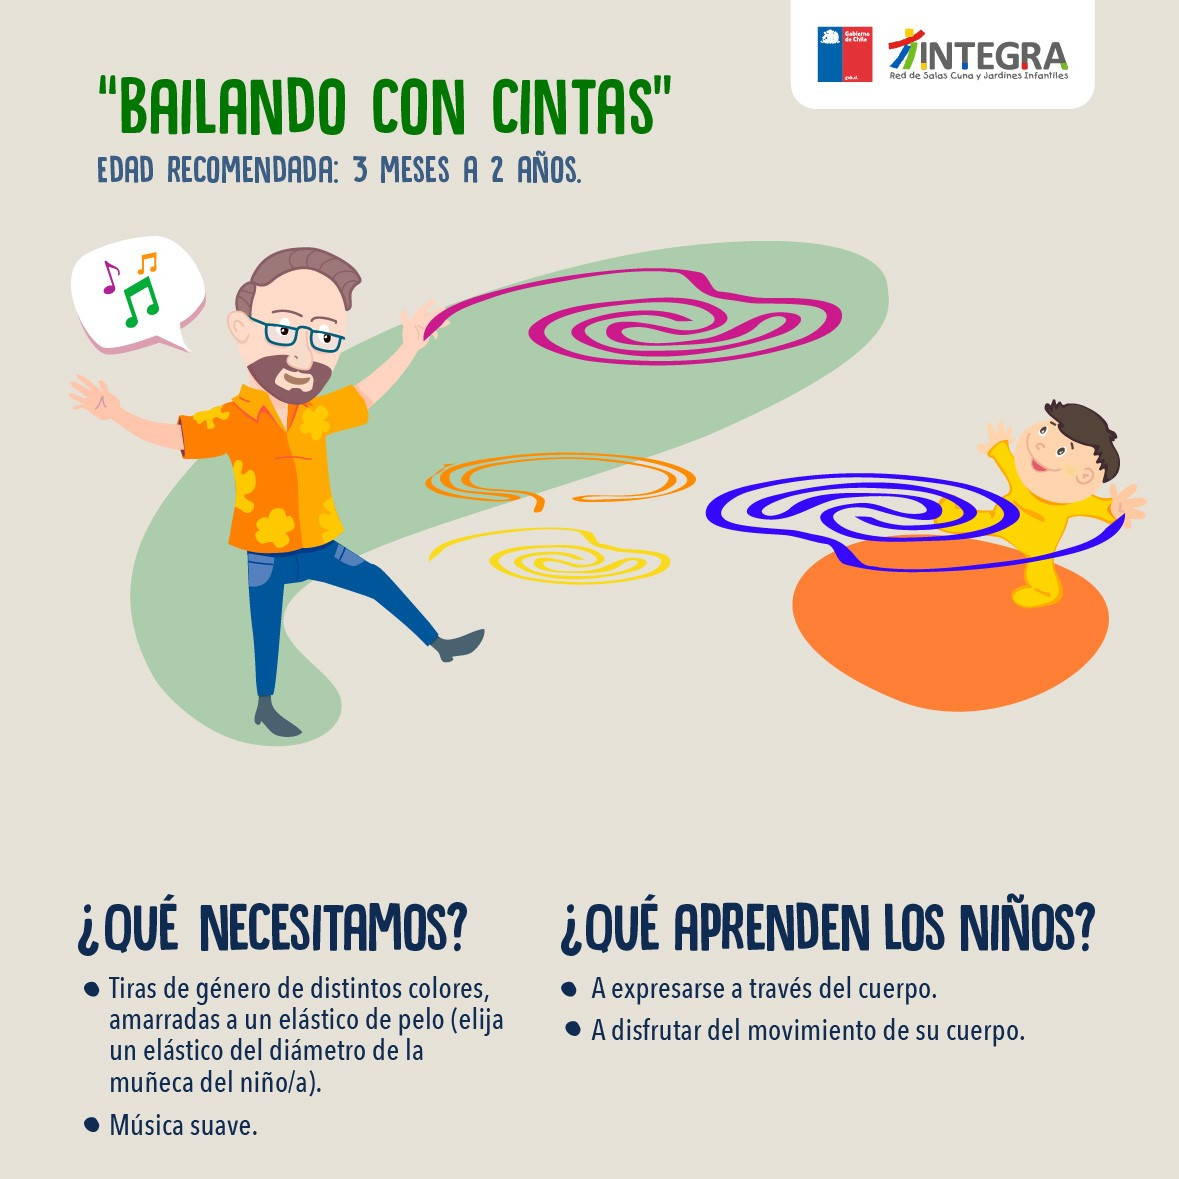 Gobierno
de Chile
gob.cl
INTEGRA
Red de Salas Cuna y Jardines Infantiles
“BAILANDO CON CINTAS”
EDAD RECOMENDADA: 3 MESES A 2 AÑOS.
¿QUÉ NECESITAMOS?
● Tiras de género de distintos colores,
amarradas a un elástico de pelo (elija
un elástico del diámetro de la
muñeca del niño/a).
● Música suave.
¿QUÉ APRENDEN LOS NIÑOS?
● A expresarse a través del cuerpo.
● A disfrutar del movimiento de su cuerpo.